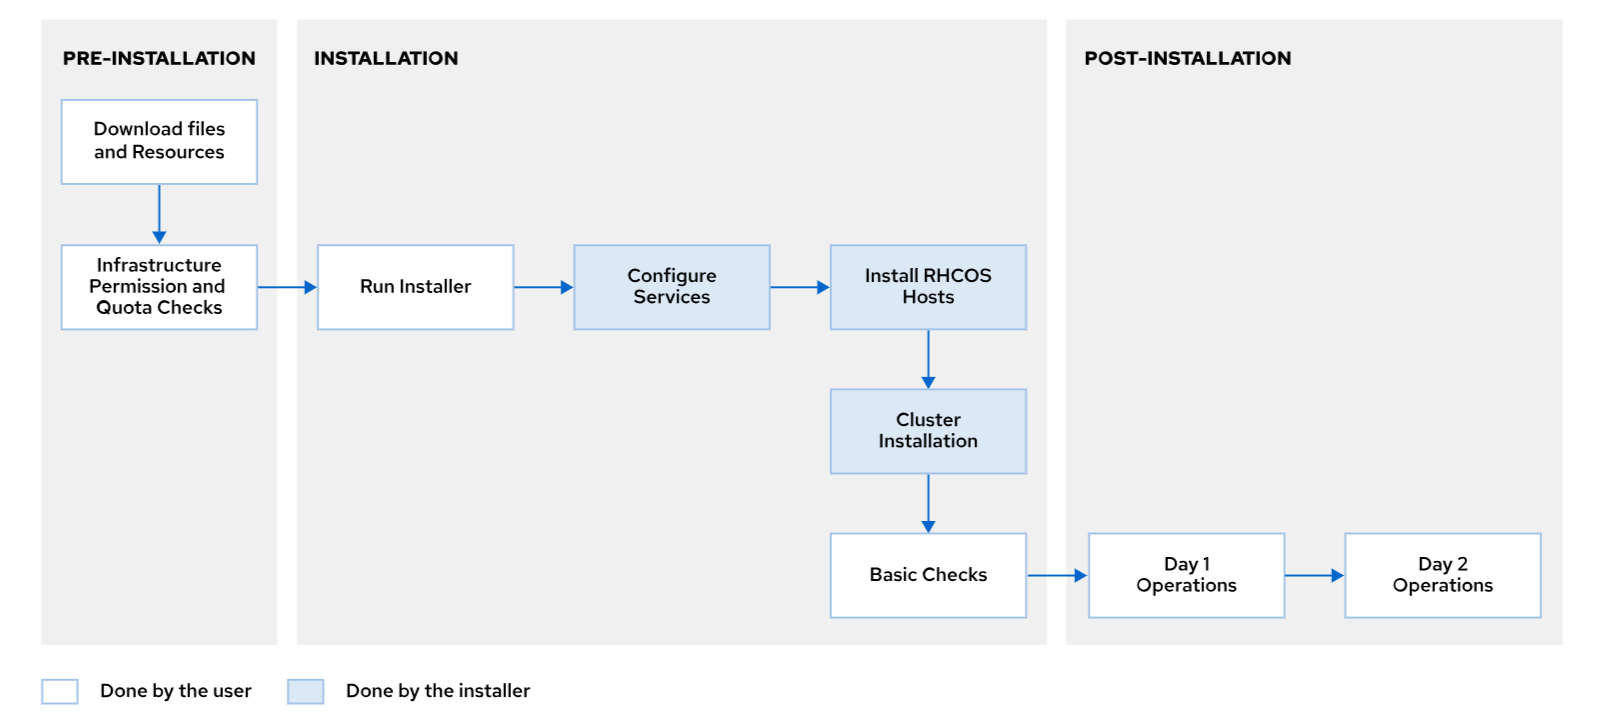 PRE-INSTALLATION
Download files
and Resources
Infrastructure
Permission and
Quota Checks
INSTALLATION
Run Installer
Configure
Services
Install RHCOS
Hosts
Cluster
Installation
Basic Checks
POST-INSTALLATION
Day 1
Operations
Day 2
Operations
Done by the user
Done by the installer